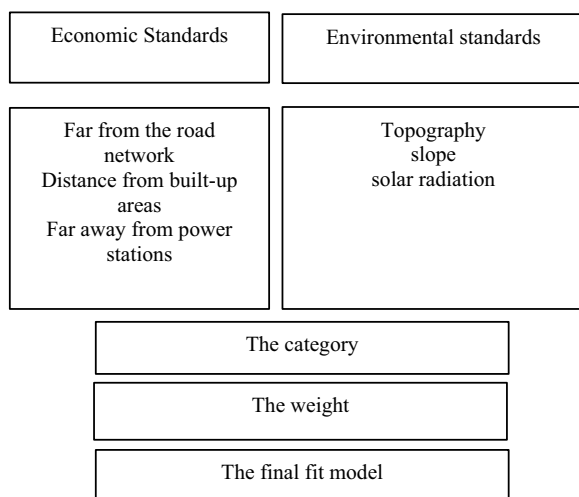 Economic Standards
Environmental standards
Far from the road
network
Distance from built-up
areas
Far away from power
stations
Topography
slope
solar radiation
The category
The weight
The final fit model